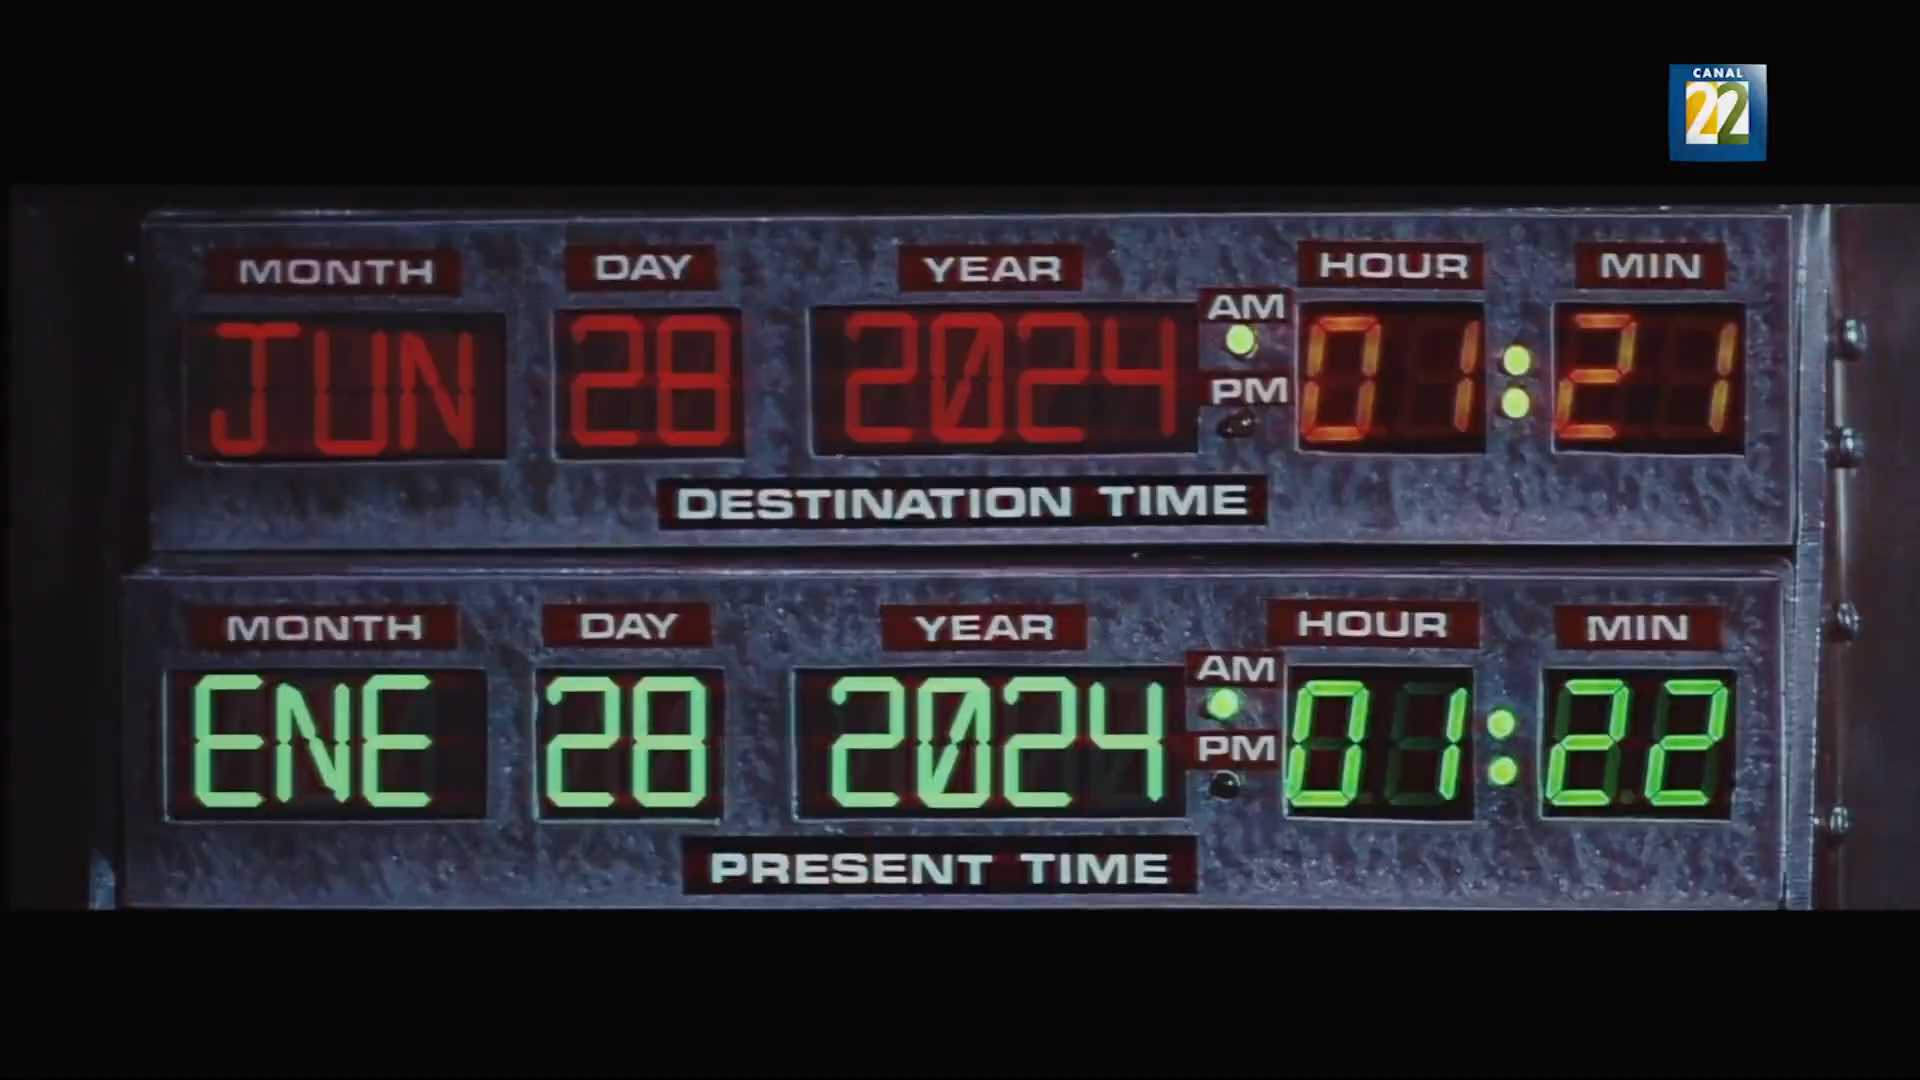 CANAL
22
MONTH DAY YEAR HOUR MIN
JUN 28 2024 AM PM 01:21
DESTINATION TIME
MONTH DAY YEAR HOUR MIN
ENE 28 2024 AM PM 01:22
PRESENT TIME